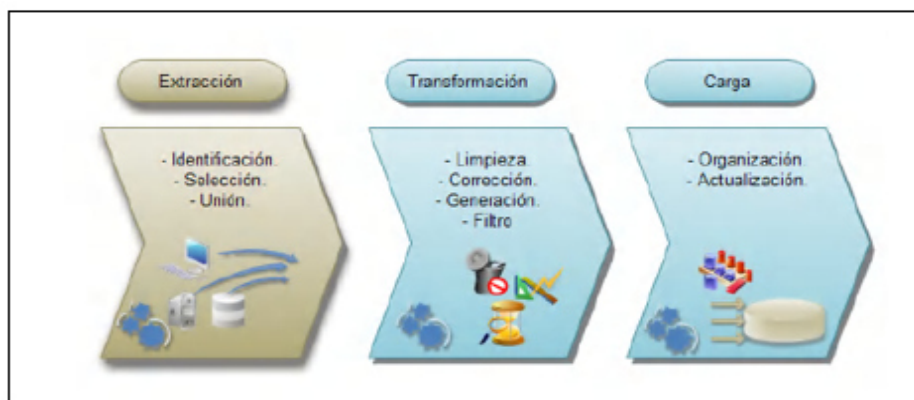 Extracción
- Identificación.
- Selección.
- Unión.
Transformación
- Limpieza.
- Corrección.
- Generación.
- Filtro
Carga
- Organización.
- Actualización.